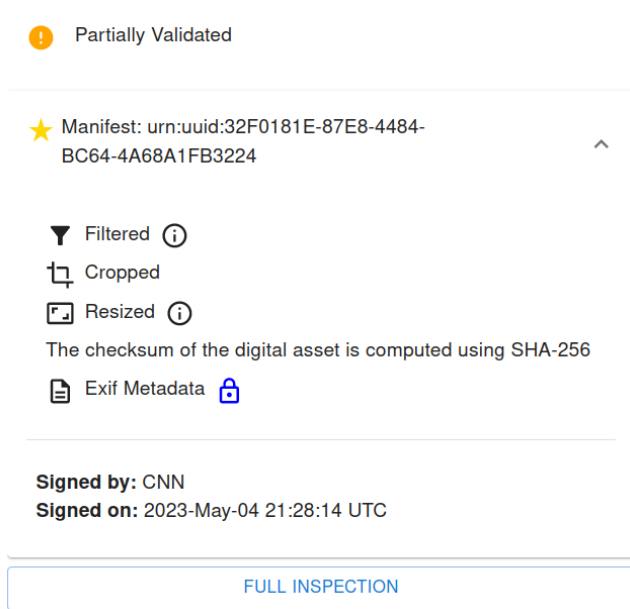 Partially Validated
Manifest: urn:uuid:32F0181E-87E8-4484-
BC64-4A68A1FB3224
Filtered
Cropped
Resized
The checksum of the digital asset is computed using SHA-256
Exif Metadata
Signed by: CNN
Signed on: 2023-May-04 21:28:14 UTC
FULL INSPECTION